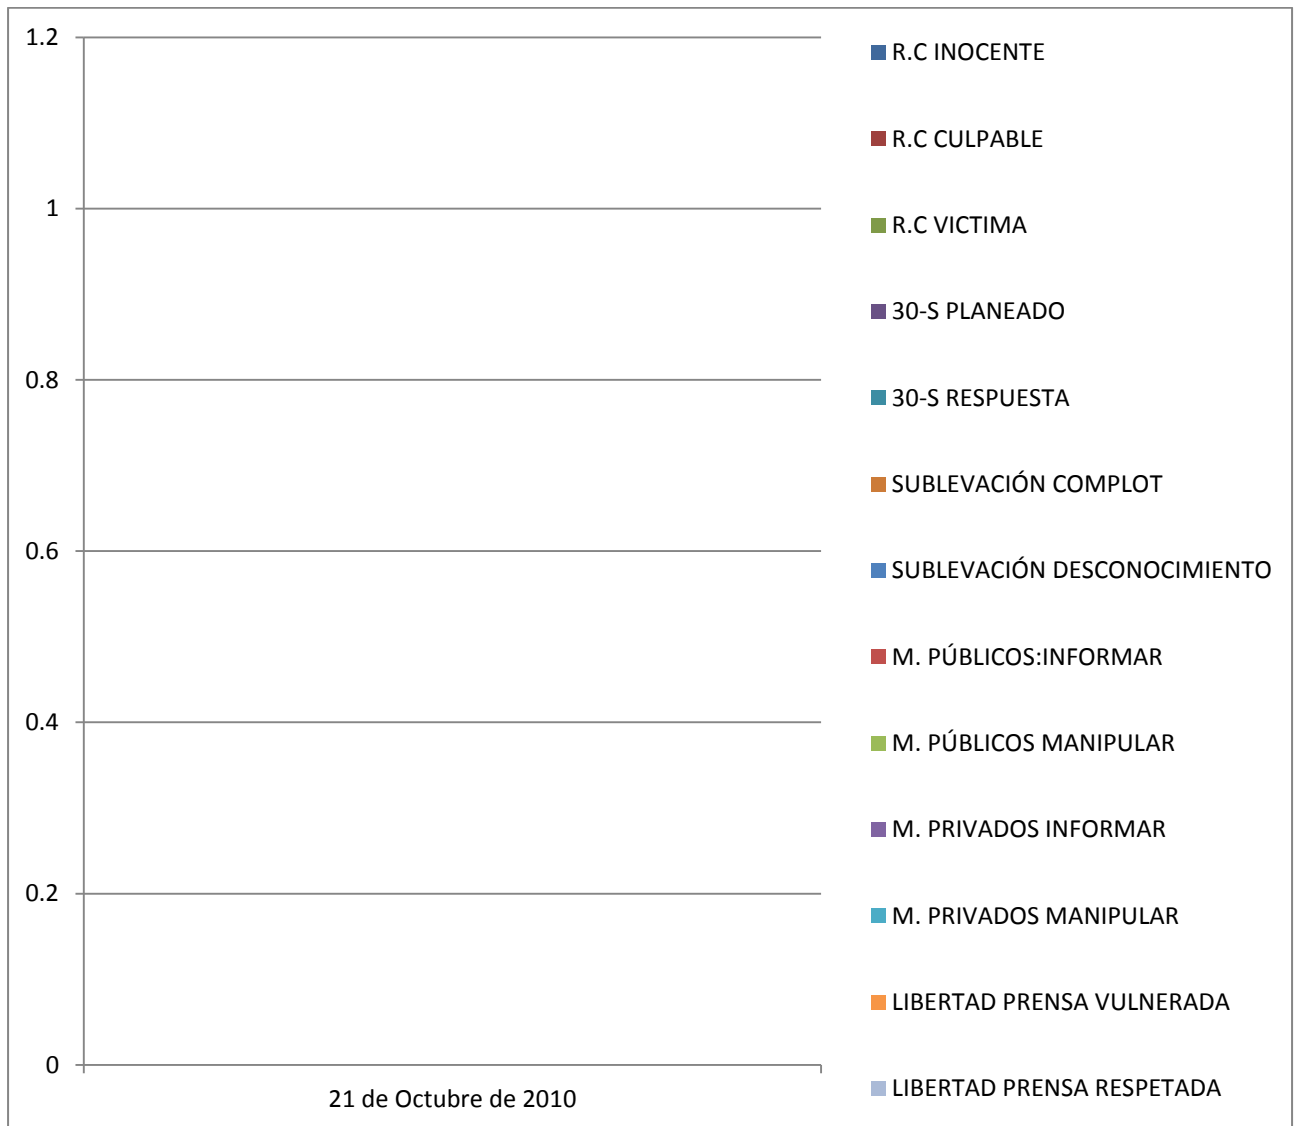 1.2
1
0.8
0.6
0.4
0.2
0
21 de Octubre de 2010
R.C INOCENTE
R.C CULPABLE
R.C VICTIMA
30-S PLANEADO
30-S RESPUESTA
SUBLEVACIÓN COMPLOT
SUBLEVACIÓN DESCONOCIMIENTO
M. PÚBLICOS:INFORMAR
M. PÚBLICOS MANIPULAR
M. PRIVADOS INFORMAR
M. PRIVADOS MANIPULAR
LIBERTAD PRENSA VULNERADA
LIBERTAD PRENSA RESPETADA